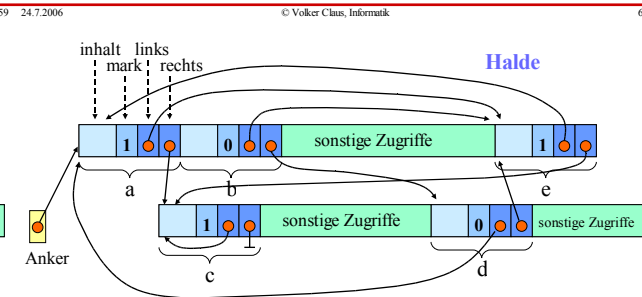 59 24.7.2006 © Volker Claus, Informatik 6
inhalt links
mark rechts
Halde
1 0 sonstige Zugriffe 1
a b e
1 sonstige Zugriffe 0 sonstige Zugriffe
Anker
c d